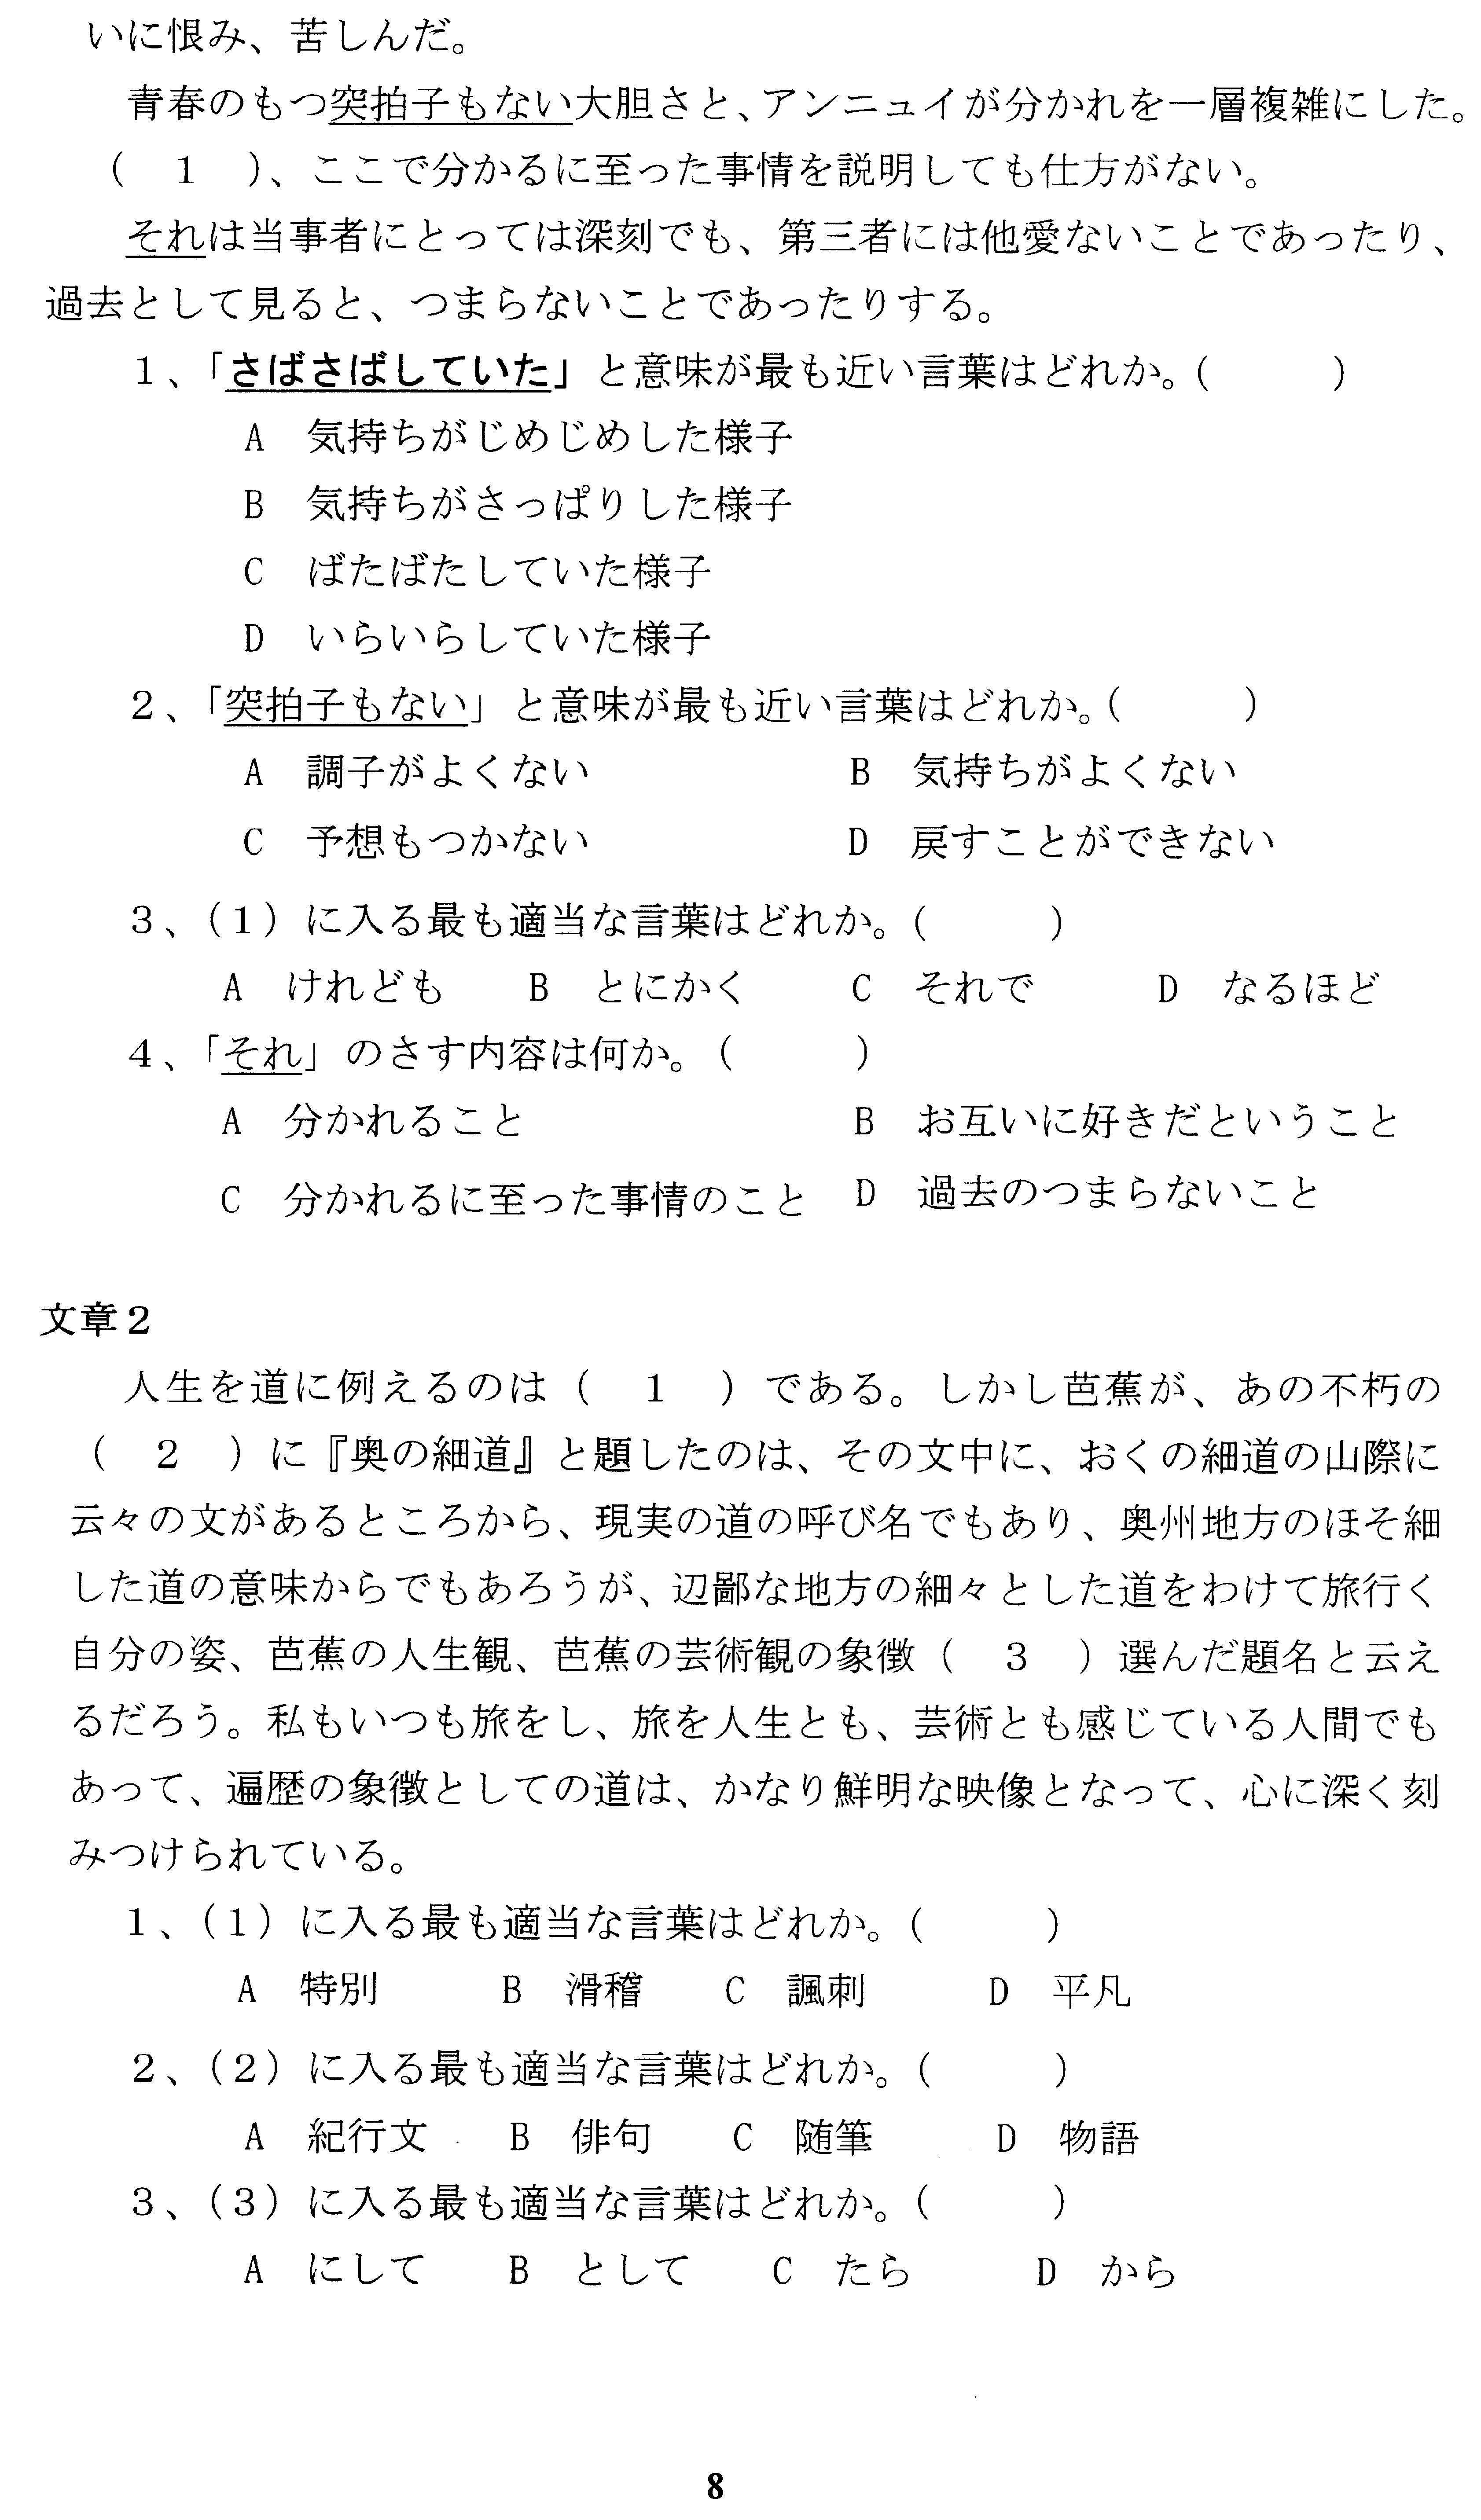 いに恨み、苦しんだ。
青春のもつ突拍子もない大胆さと、アンニュイが分かれを一層複雑にした。
（　1　）、ここで分かるに至った事情を説明しても仕方がない。
それは当事者にとっては深刻でも、第三者には他愛ないことであったり、
過去として見ると、つまらないことであったりする。
1、「さばさばしていた」と意味が最も近い言葉はどれか。（　　　）
A　気持ちがじめじめした様子
B　気持ちがさっぱりした様子
C　ばたばたしていた様子
D　いらいらしていた様子
2、「突拍子もない」と意味が最も近い言葉はどれか。（　　　）
A　調子がよくない　　　B　気持ちがよくない
C　予想もつかない　　　D　戻すことができない
3、（1）に入る最も適当な言葉はどれか。（　　　）
A　けれども　　B　とにかく　　C　それで　　D　なるほど
4、「それ」のさす内容は何か。（　　　）
A　分かれること　　　B　お互いに好きだということ
C　分かれるに至った事情のこと　D　過去のつまらないこと
文章2
人生を道に例えるのは（　1　）である。しかし芭蕉が、あの不朽の
（　2　）に『奥の細道』と題したのは、その文中に、おくの細道の山際に
云々の文があるところから、現実の道の呼び名でもあり、奥州地方のほそ細
した道の意味からでもあろうが、辺鄙な地方の細々とした道をわけて旅行く
自分の姿、芭蕉の人生観、芭蕉の芸術観の象徴（　3　）選んだ題名と云え
るだろう。私もいつも旅をし、旅を人生とも、芸術とも感じている人間でも
あって、遍歴の象徴としての道は、かなり鮮明な映像となって、心に深く刻
みつけられている。
1、（1）に入る最も適当な言葉はどれか。（　　　）
A　特別　　B　滑稽　　C　諷刺　　D　平凡
2、（2）に入る最も適当な言葉はどれか。（　　　）
A　紀行文　　B　俳句　　C　随筆　　D　物語
3、（3）に入る最も適当な言葉はどれか。（　　　）
A　にして　　B　として　　C　たら　　D　から
8